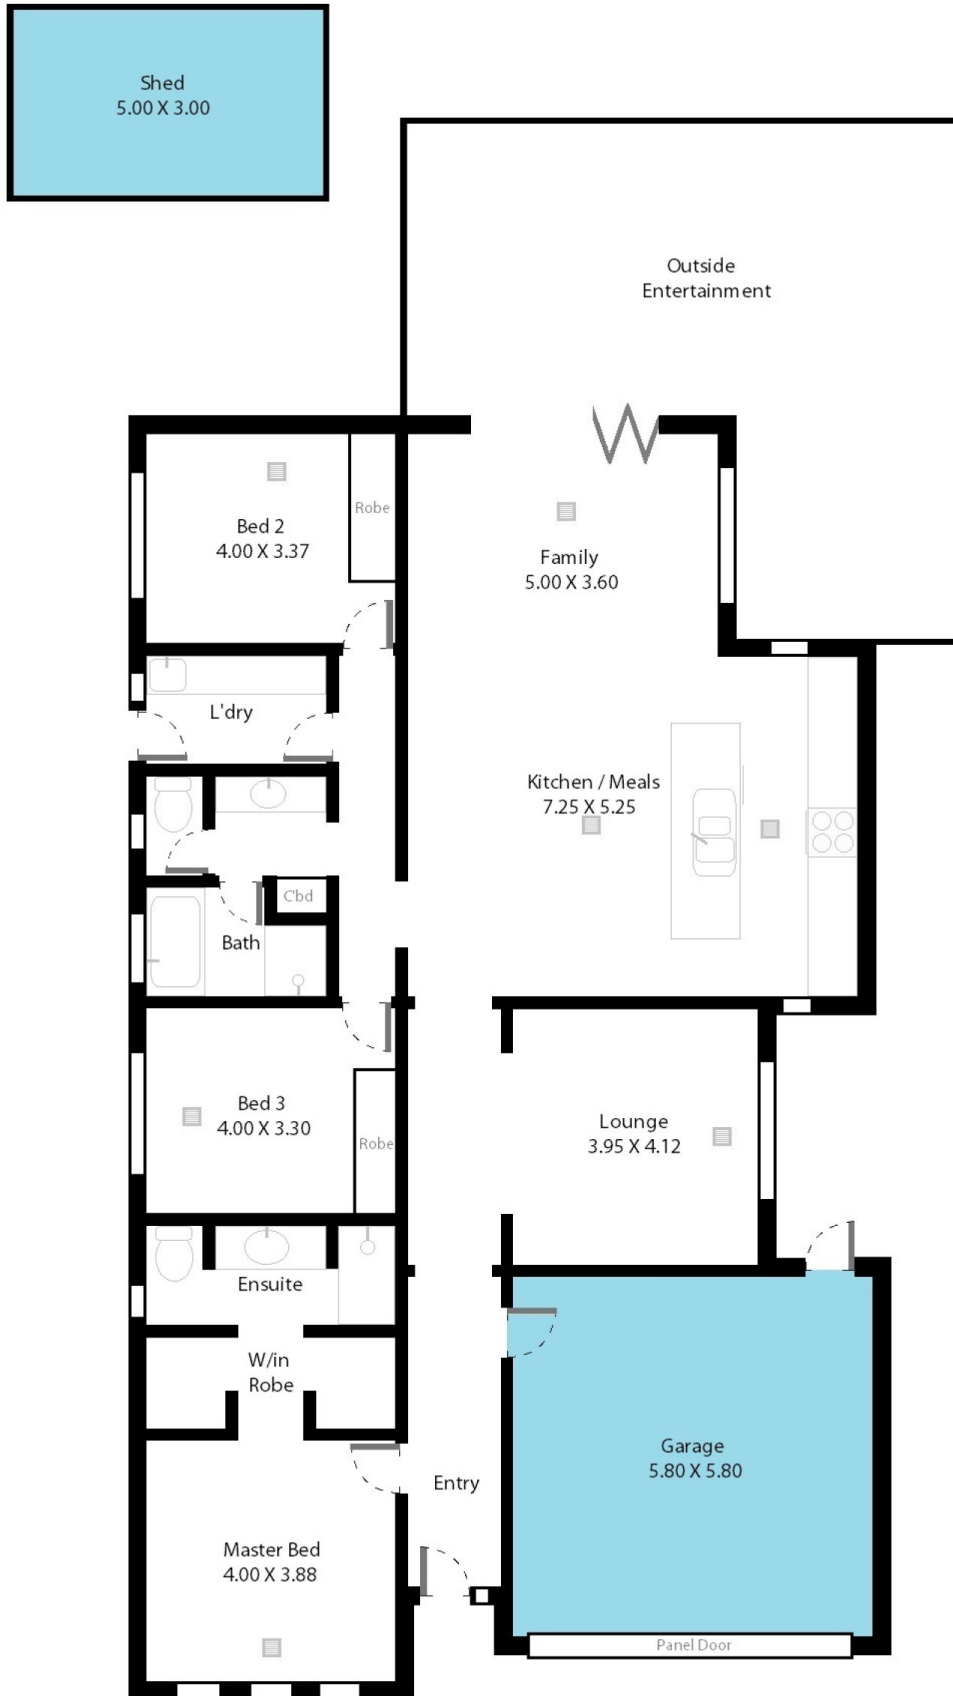 Shed
5.00 X 3.00
Outside
Entertainment
Robe
Bed 2
4.00 X 3.37
Family
5.00 X 3.60
L'dry
Kitchen / Meals
7.25 X 5.25
C'bd
Bath
Bed 3
4.00 X 3.30
Robe
Lounge
3.95 X 4.12
Ensuite
W/in
Robe
Garage
5.80 X 5.80
Entry
Master Bed
4.00 X 3.88
Panel Door